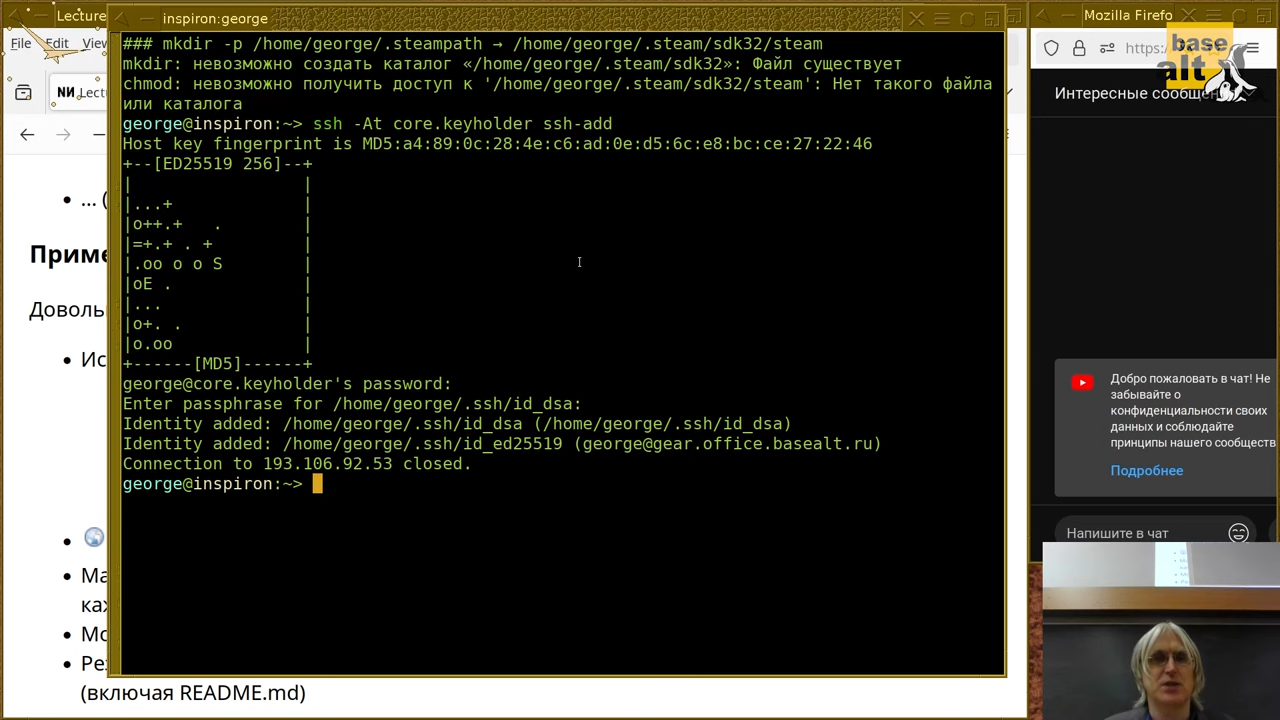 Lecture
inspiron:george
Mozilla Firefo
File Edit View
NИ Lectu
https:
base
alt
Интересные сообщен
### mkdir -p /home/george/.steampath → /home/george/.steam/sdk32/steam
mkdir: невозможно создать каталог «/home/george/.steam/sdk32»: Файл существует
chmod: невозможно получить доступ к '/home/george/.steam/sdk32/steam': Нет такого файла
или каталога
george@inspiron:~> ssh -At core.keyholder ssh-add
Host key fingerprint is MD5:a4:89:0c:28:4e:c6:ad:0e:d5:6c:e8:bc:ce:27:22:46
+--[ED25519 256]--+
|                 |
|...+             |
|o++.+   .        |
|=+.+ . +         |
|.oo o o S        |
|oE .             |
|...              |
|o+. .            |
|o.oo             |
+------[MD5]------+
george@core.keyholder's password:
Enter passphrase for /home/george/.ssh/id_dsa:
Identity added: /home/george/.ssh/id_dsa (/home/george/.ssh/id_dsa)
Identity added: /home/george/.ssh/id_ed25519 (george@gear.office.basealt.ru)
Connection to 193.106.92.53 closed.
george@inspiron:~>
... (
Приме
Доволь
Ис
Ма
каж
Мо
Рез
(включая README.md)
Добро пожаловать в чат! Не
забывайте о
конфиденциальности своих
данных и соблюдайте
принципы нашего сообществ
Подробнее
Напишите в чат